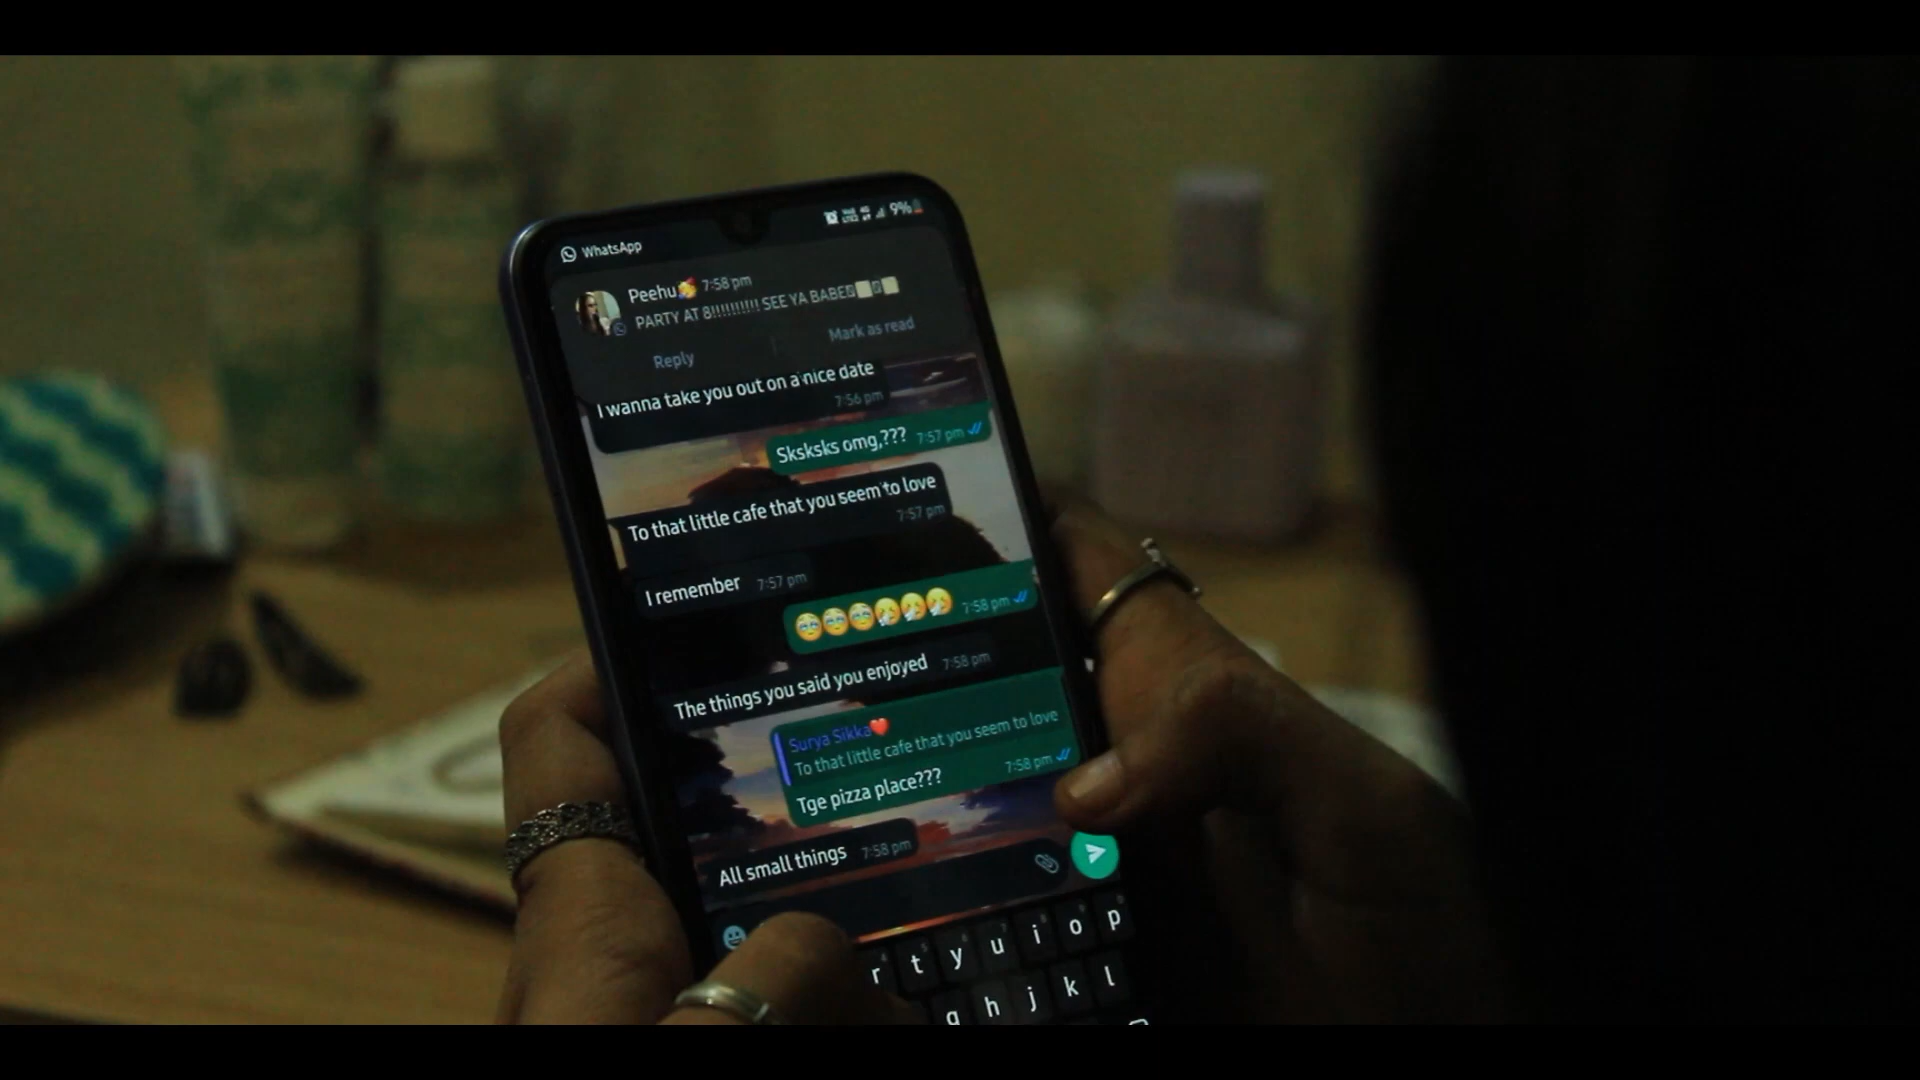 9%
WhatsApp
Peehu🥳 7:58 pm
PARTY AT 8!!!!!!!!!! SEE YA BABE
Reply Mark as read
I wanna take you out on a nice date
7:56 pm
Sksksks omg,??? 7:57 pm
To that little cafe that you seem to love
7:57 pm
I remember 7:57 pm
7:58 pm
The things you said you enjoyed 7:58 pm
Surya Sikka❤️
To that little cafe that you seem to love
Tge pizza place??? 7:58 pm
All small things 7:58 pm
r t y u i o p
g h j k l